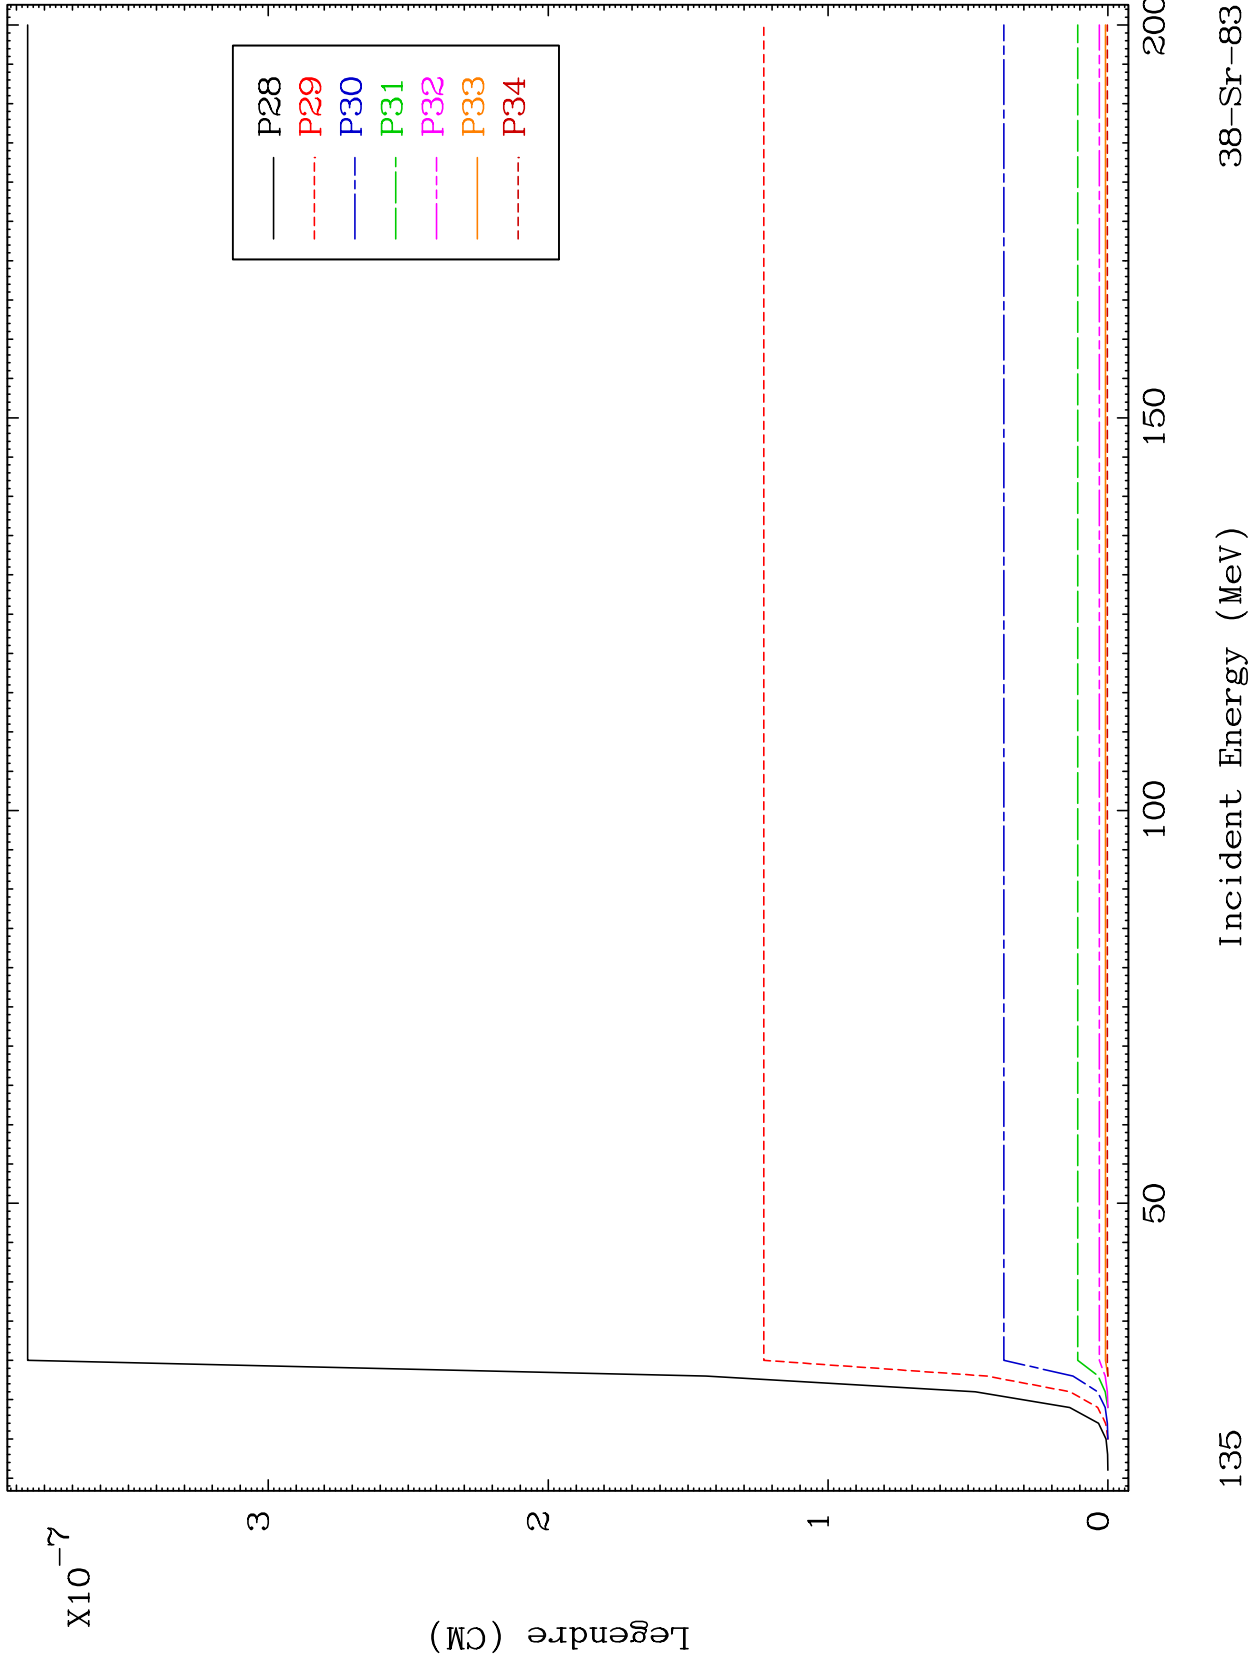 X10-7
3
2
1
0
Legendre (CM)
P28
P29
P30
P31
P32
P33
P34
50
100
150
200
Incident Energy (MeV)
135
38-Sr-83